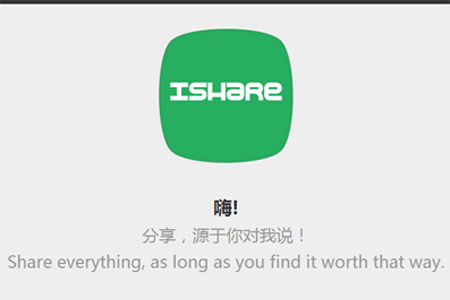 ISHARE
嗨!
分享，源于你对我说！
Share everything, as long as you find it worth that way.